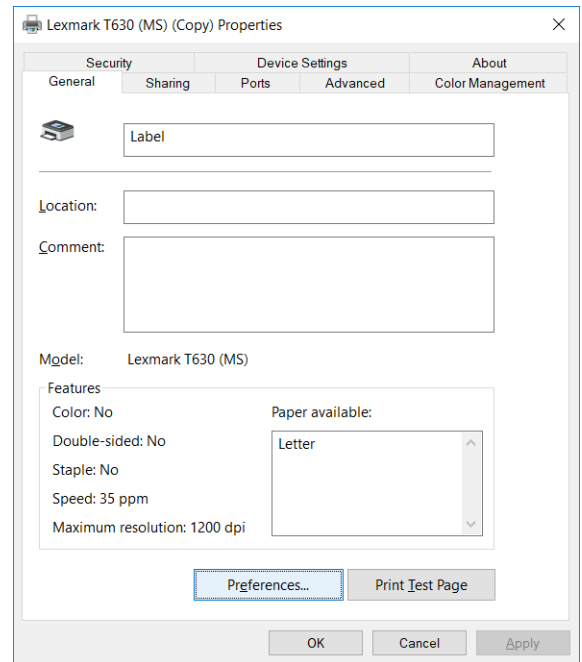 Lexmark T630 (MS) (Copy) Properties
Security Device Settings About
General Sharing Ports Advanced Color Management
Label
Location:
Comment:
Model: Lexmark T630 (MS)
Features
Color: No Paper available:
Double-sided: No Letter
Staple: No
Speed: 35 ppm
Maximum resolution: 1200 dpi
Preferences... Print Test Page
OK Cancel Apply